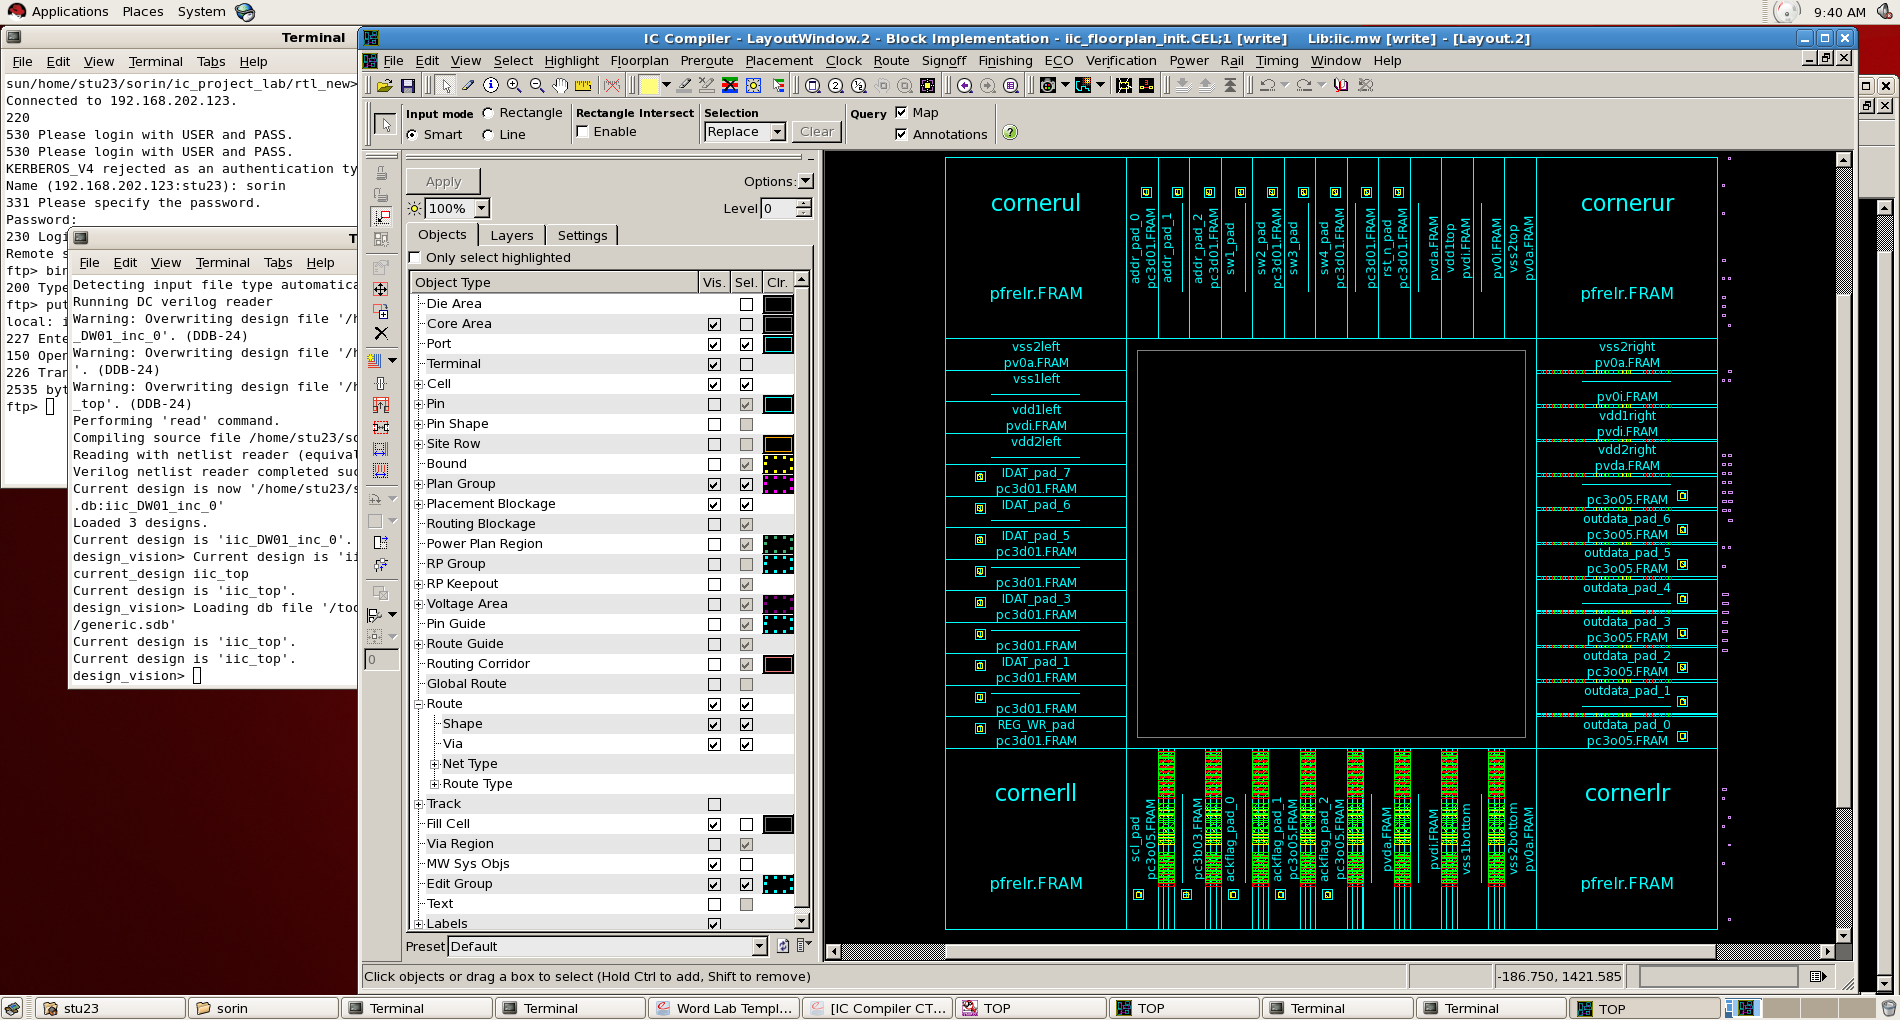 Applications Places System
9:40 AM
Terminal
File Edit View Terminal Tabs Help
sun/home/stu23/sorin/ic_project_lab/rtl_new>
Connected to 192.168.202.123.
220
530 Please login with USER and PASS.
530 Please login with USER and PASS.
KERBEROS_V4 rejected as an authentication ty
Name (192.168.202.123:stu23): sorin
331 Please specify the password.
Password:
230 Logi
Remote s
ftp> bin
200 Type
ftp> put
local: i
227 Ente
150 Open
226 Tran
2535 byt
ftp>
T
File Edit View Terminal Tabs Help
Detecting input file type automatica
Running DC verilog reader
Warning: Overwriting design file '/h
_DW01_inc_0'. (DDB-24)
Warning: Overwriting design file '/h
'. (DDB-24)
Warning: Overwriting design file '/h
_top'. (DDB-24)
Performing 'read' command.
Compiling source file /home/stu23/so
Reading with netlist reader (equival
Verilog netlist reader completed suc
Current design is now '/home/stu23/s
.db:iic_DW01_inc_0'
Loaded 3 designs.
Current design is 'iic_DW01_inc_0'.
design_vision> Current design is 'ii
current_design iic_top
Current design is 'iic_top'.
design_vision> Loading db file '/too
/generic.sdb'
Current design is 'iic_top'.
Current design is 'iic_top'.
design_vision>
IC Compiler - LayoutWindow.2 - Block Implementation - iic_floorplan_init.CEL;1 [write] Lib:iic.mw [write] - [Layout.2]
File Edit View Select Highlight Floorplan Preroute Placement Clock Route Signoff Finishing ECO Verification Power Rail Timing Window Help
Input mode Rectangle
Smart Line
Rectangle Intersect
Enable
Selection
Replace Clear
Query Map
Annotations
Apply Options:
100% Level 0
Objects Layers Settings
Only select highlighted
Object Type Vis. Sel. Clr.
Die Area
Core Area
Port
Terminal
Cell
Pin
Pin Shape
Site Row
Bound
Plan Group
Placement Blockage
Routing Blockage
Power Plan Region
RP Group
RP Keepout
Voltage Area
Pin Guide
Route Guide
Routing Corridor
Global Route
Route
Shape
Via
Net Type
Route Type
Track
Fill Cell
Via Region
MW Sys Objs
Edit Group
Text
Labels
Preset Default
0
cornerul
pfrelr.FRAM
addr_pad_0
pc3d01.FRAM
addr_pad_1
addr_pad_2
pc3d01.FRAM
sw1_pad
sw2_pad
pc3d01.FRAM
sw3_pad
sw4_pad
pc3d01.FRAM
rst_n_pad
pc3d01.FRAM
pvda.FRAM
vdd1top
pvdi.FRAM
pv0i.FRAM
vss2top
pv0a.FRAM
cornerur
pfrelr.FRAM
vss2left
pv0a.FRAM
vss1left
vdd1left
pvdi.FRAM
vdd2left
IDAT_pad_7
pc3d01.FRAM
IDAT_pad_6
IDAT_pad_5
pc3d01.FRAM
pc3d01.FRAM
IDAT_pad_3
pc3d01.FRAM
pc3d01.FRAM
IDAT_pad_1
pc3d01.FRAM
pc3d01.FRAM
REG_WR_pad
pc3d01.FRAM
vss2right
pv0a.FRAM
pv0i.FRAM
vdd1right
pvdi.FRAM
vdd2right
pvda.FRAM
pc3o05.FRAM
outdata_pad_6
pc3o05.FRAM
outdata_pad_5
pc3o05.FRAM
outdata_pad_4
outdata_pad_3
pc3o05.FRAM
outdata_pad_2
pc3o05.FRAM
outdata_pad_1
outdata_pad_0
pc3o05.FRAM
cornerll
pfrelr.FRAM
scl_pad
pc3o05.FRAM
pc3b03.FRAM
ackflag_pad_0
ackflag_pad_1
pc3o05.FRAM
ackflag_pad_2
pc3o05.FRAM
pvda.FRAM
pvdi.FRAM
vss1bottom
vss2bottom
pv0a.FRAM
cornerlr
pfrelr.FRAM
Click objects or drag a box to select (Hold Ctrl to add, Shift to remove)
-186.750, 1421.585
stu23
sorin
Terminal
Terminal
Word Lab Templ...
[IC Compiler CT...
TOP
TOP
Terminal
Terminal
TOP